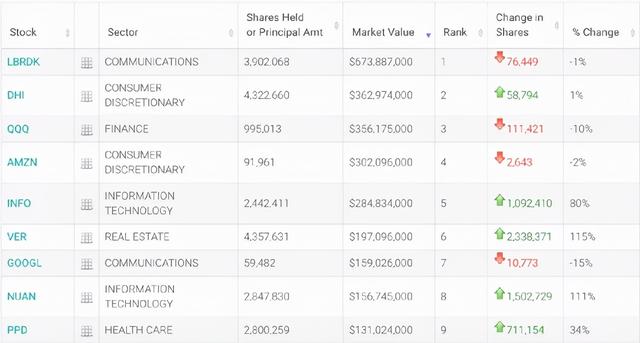 Stock Sector Shares Held or Principal Amt Market Value Rank Change in Shares % Change
LBRDK COMMUNICATIONS 3,902.068 $673,887,000 1 76,449 -1%
DHI CONSUMER DISCRETIONARY 4,322.660 $362,974,000 2 58,794 1%
QQQ FINANCE 995,013 $356,175,000 3 111,421 -10%
AMZN CONSUMER DISCRETIONARY 91,961 $302,096,000 4 2,643 -2%
INFO INFORMATION TECHNOLOGY 2,442.411 $284,834,000 5 1,092,410 80%
VER REAL ESTATE 4,357.631 $197,096,000 6 2,338,371 115%
GOOGL COMMUNICATIONS 59,482 $159,026,000 7 10,773 -15%
NUAN INFORMATION TECHNOLOGY 2,847.830 $156,745,000 8 1,502,729 111%
PPD HEALTH CARE 2,800.259 $131,024,000 9 711,154 34%